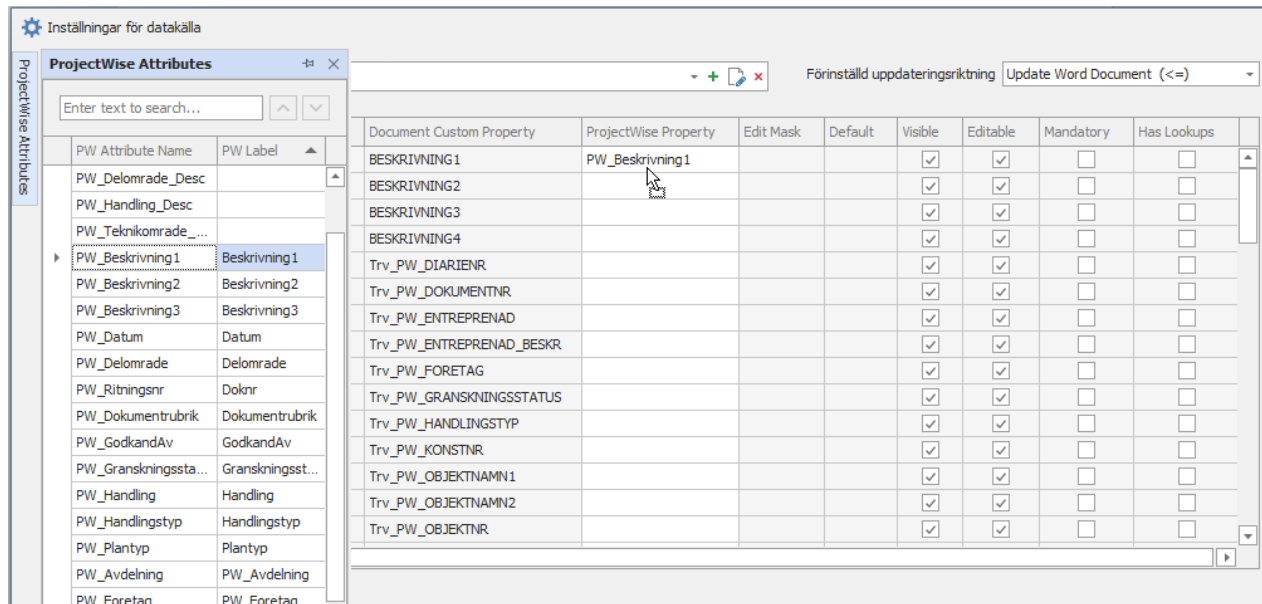 Inställningar för datakälla
ProjectWise Attributes
ProjectWise Attributes
Enter text to search...
PW Attribute Name PW Label
PW_Delomrade_Desc
PW_Handling_Desc
PW_Teknikomrade_...
PW_Beskrivning1 Beskrivning1
PW_Beskrivning2 Beskrivning2
PW_Beskrivning3 Beskrivning3
PW_Datum Datum
PW_Delomrade Delomrade
PW_Ritningsnr Doknr
PW_Dokumentrubrik Dokumentrubrik
PW_GodkandAv GodkandAv
PW_Granskningssta... Granskningsst...
PW_Handling Handling
PW_Handlingstyp Handlingstyp
PW_Plantyp Plantyp
PW_Avdelning PW_Avdelning
PW_Foretag PW_Foretag
Förinställd uppdateringsriktning Update Word Document (<=)
Document Custom Property ProjectWise Property Edit Mask Default Visible Editable Mandatory Has Lookups
BESKRIVNING1 PW_Beskrivning1
BESKRIVNING2
BESKRIVNING3
BESKRIVNING4
Trv_PW_DIARIENR
Trv_PW_DOKUMENTNR
Trv_PW_ENTREPRENAD
Trv_PW_ENTREPRENAD_BESKR
Trv_PW_FORETAG
Trv_PW_GRANSKNINGSSTATUS
Trv_PW_HANDLINGSTYP
Trv_PW_KONSTNR
Trv_PW_OBJEKTNAMN1
Trv_PW_OBJEKTNAMN2
Trv_PW_OBJEKTNR